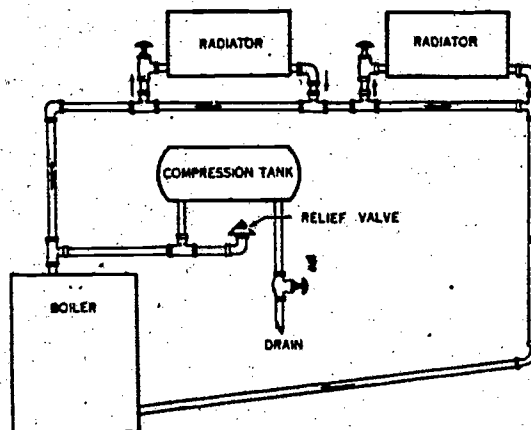 RADIATOR
RADIATOR
COMPRESSION TANK
RELIEF VALVE
BOILER
DRAIN